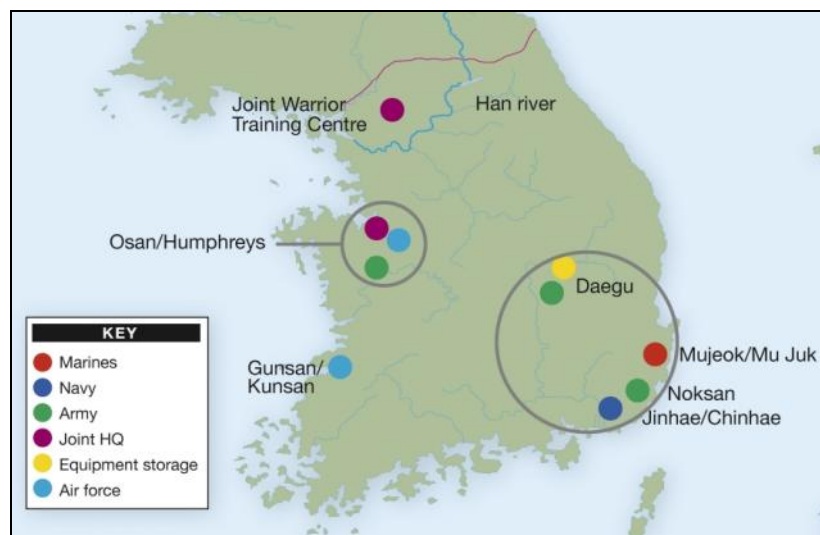 Joint Warrior
Training Centre
Han river
Osan/Humphreys
Daegu
Gunsan/
Kunsan
Mujeok/Mu Juk
Noksan
Jinhae/Chinhae
KEY
Marines
Navy
Army
Joint HQ
Equipment storage
Air force